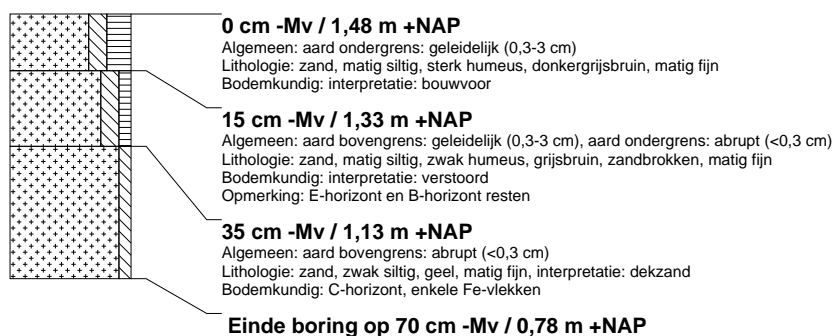 0 cm -Mv / 1,48 m +NAP
Algemeen: aard ondergrens: geleidelijk (0,3-3 cm)
Lithologie: zand, matig siltig, sterk humeus, donkergrijsbruin, matig fijn
Bodemkundig: interpretatie: bouwvoor
15 cm -Mv / 1,33 m +NAP
Algemeen: aard bovengrens: geleidelijk (0,3-3 cm), aard ondergrens: abrupt (<0,3 cm)
Lithologie: zand, matig siltig, zwak humeus, grijsbruin, zandbrokken, matig fijn
Bodemkundig: interpretatie: verstoord
Opmerking: E-horizont en B-horizont resten
35 cm -Mv / 1,13 m +NAP
Algemeen: aard bovengrens: abrupt (<0,3 cm)
Lithologie: zand, zwak siltig, geel, matig fijn, interpretatie: dekzand
Bodemkundig: C-horizont, enkele Fe-vlekken
Einde boring op 70 cm -Mv / 0,78 m +NAP